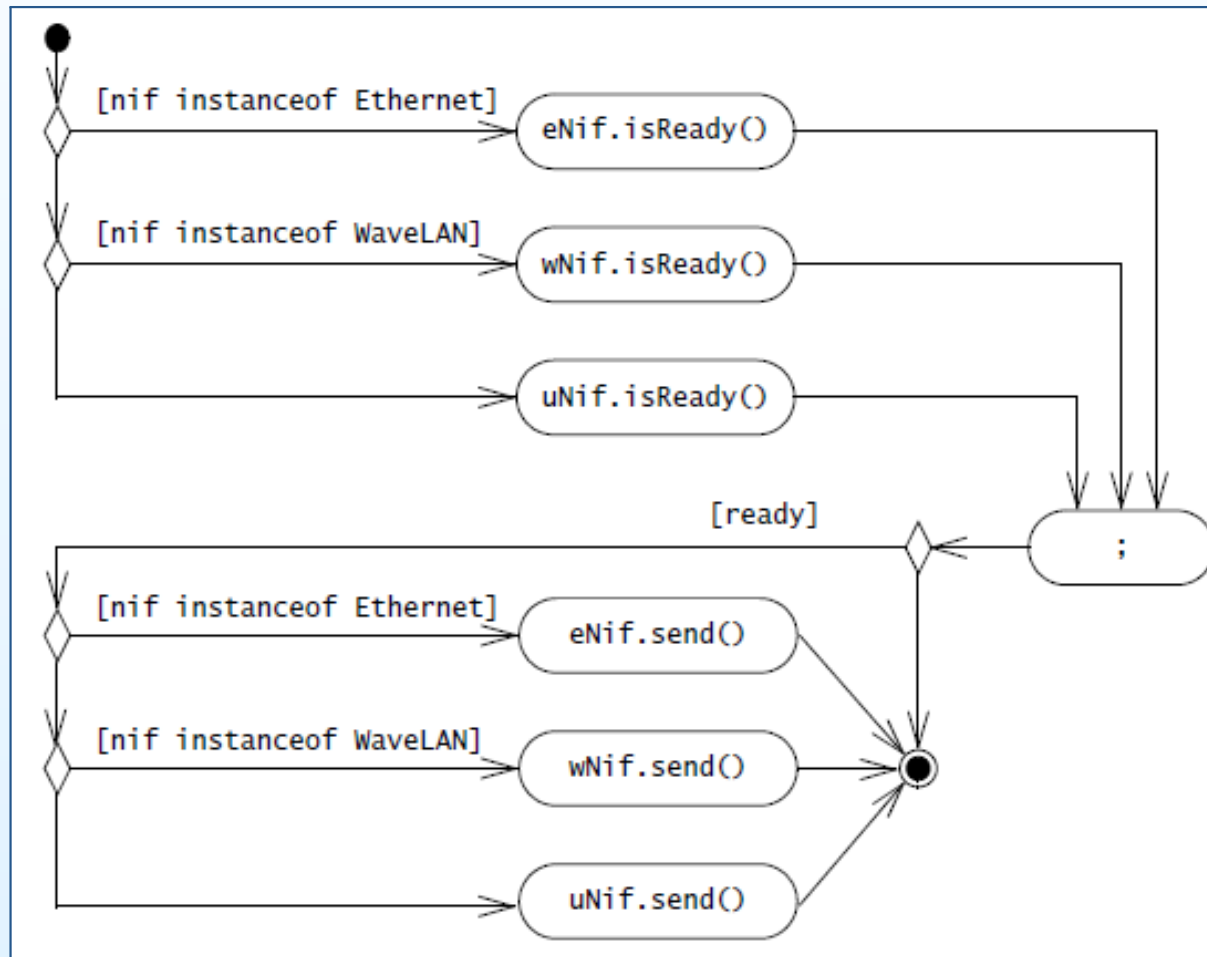 [nif instanceof Ethernet]
eNif.isReady()
[nif instanceof WaveLAN]
wNif.isReady()
uNif.isReady()
[ready]
;
[nif instanceof Ethernet]
eNif.send()
[nif instanceof WaveLAN]
wNif.send()
uNif.send()